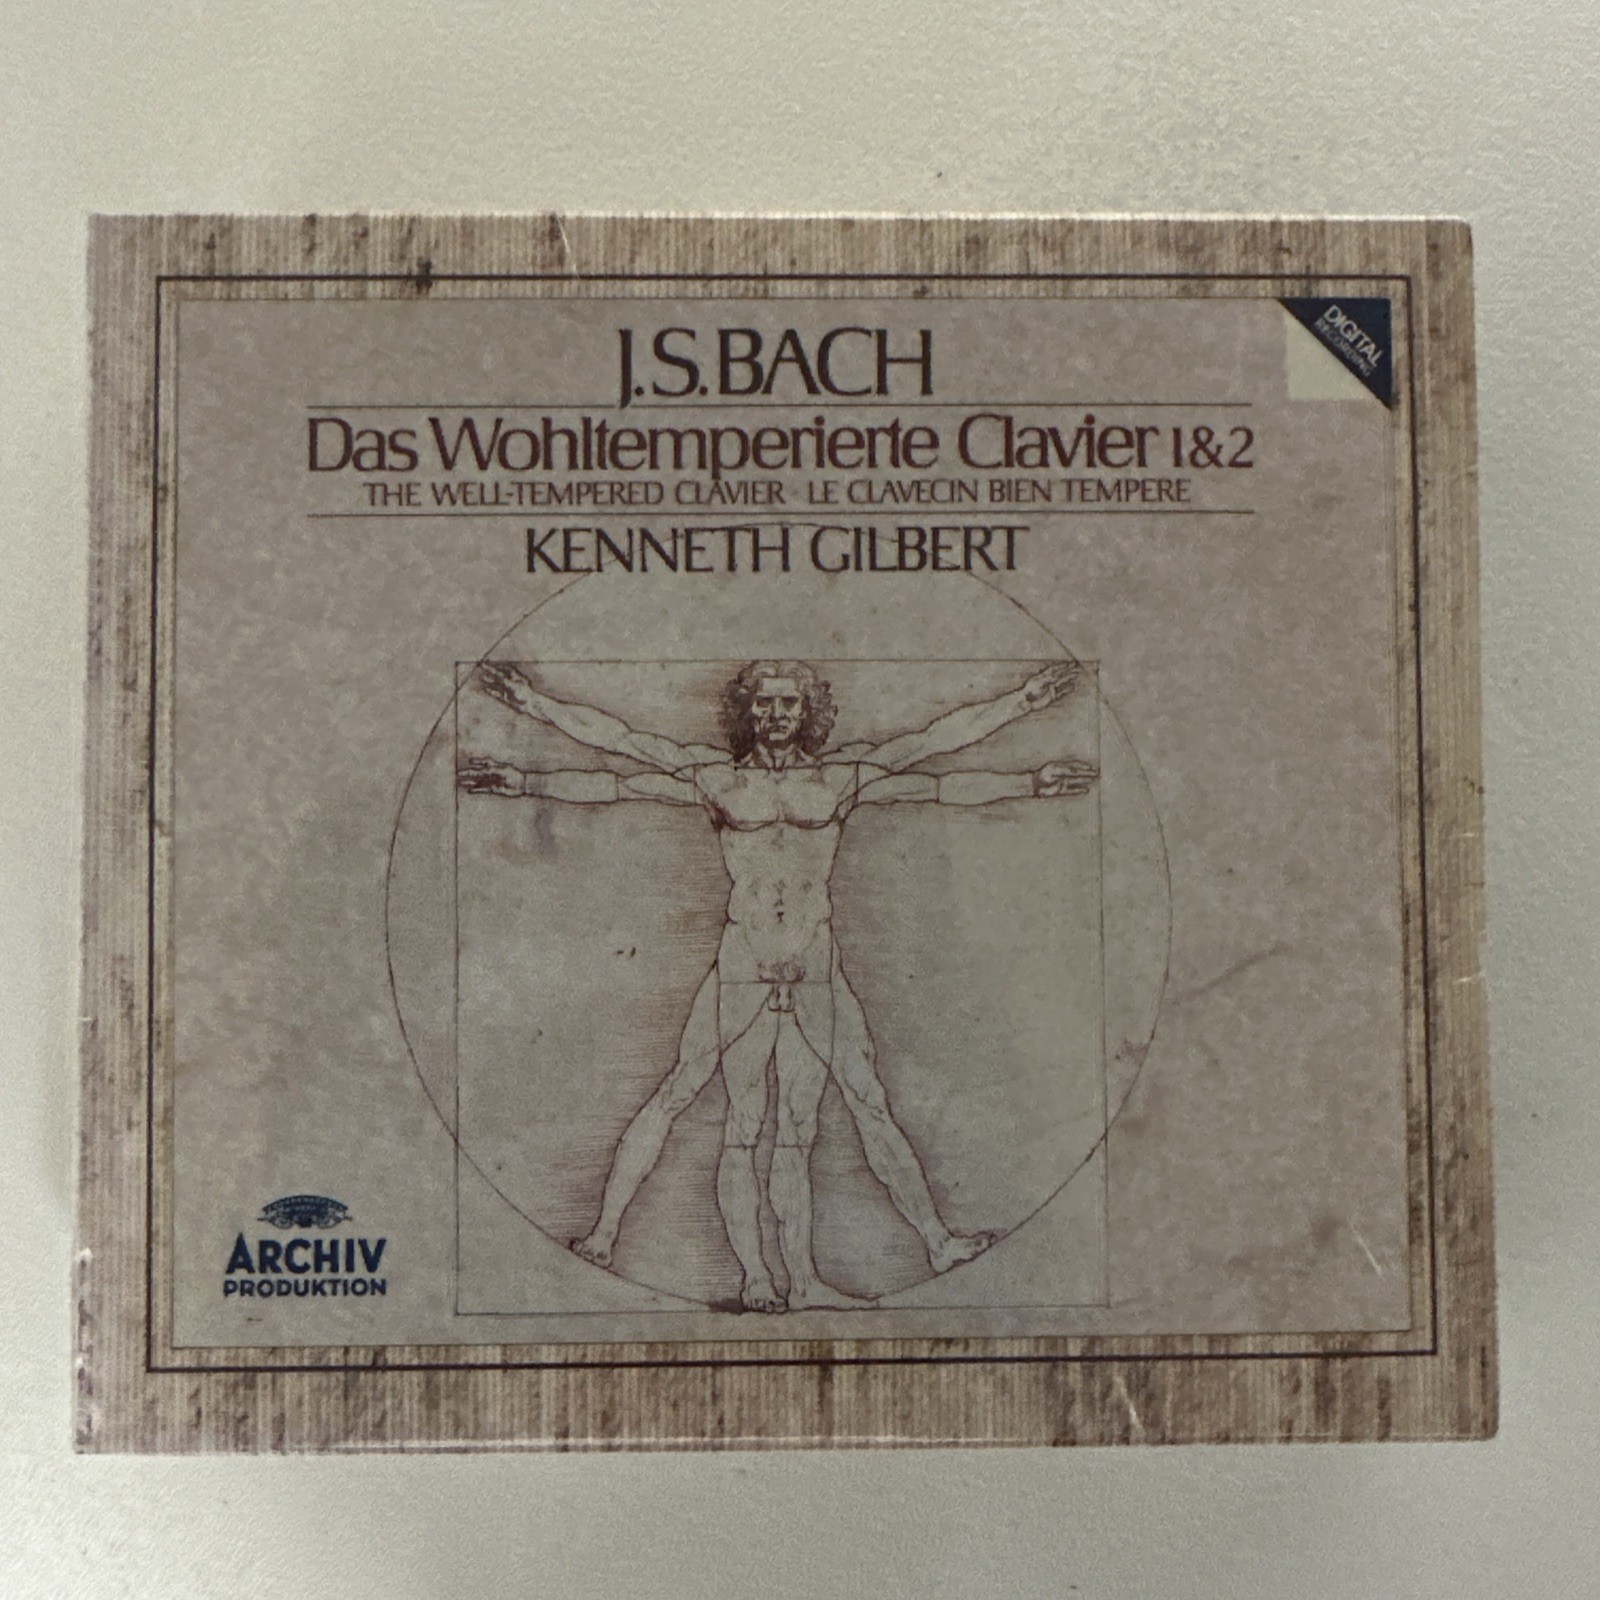 J.S. BACH
DIGITAL
RECORDING
Das Wohltemperierte Clavier 1 & 2
THE WELL-TEMPERED CLAVIER · LE CLAVECIN BIEN TEMPERE
KENNETH GILBERT
ARCHIV
PRODUKTION